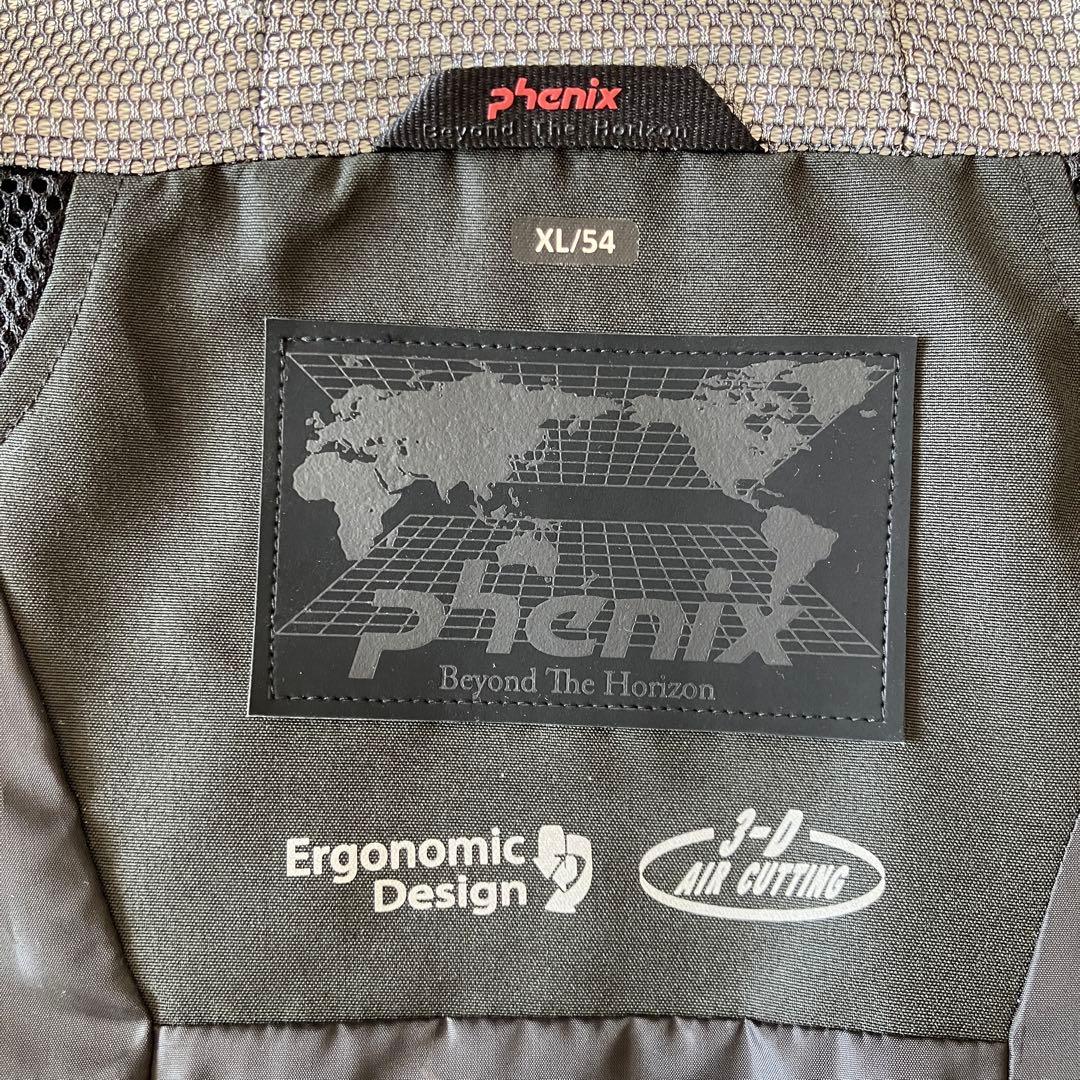 phenix
Beyond The Horizon
XL/54
phenix
Beyond The Horizon
Ergonomic
Design
3-D
AIR CUTTING